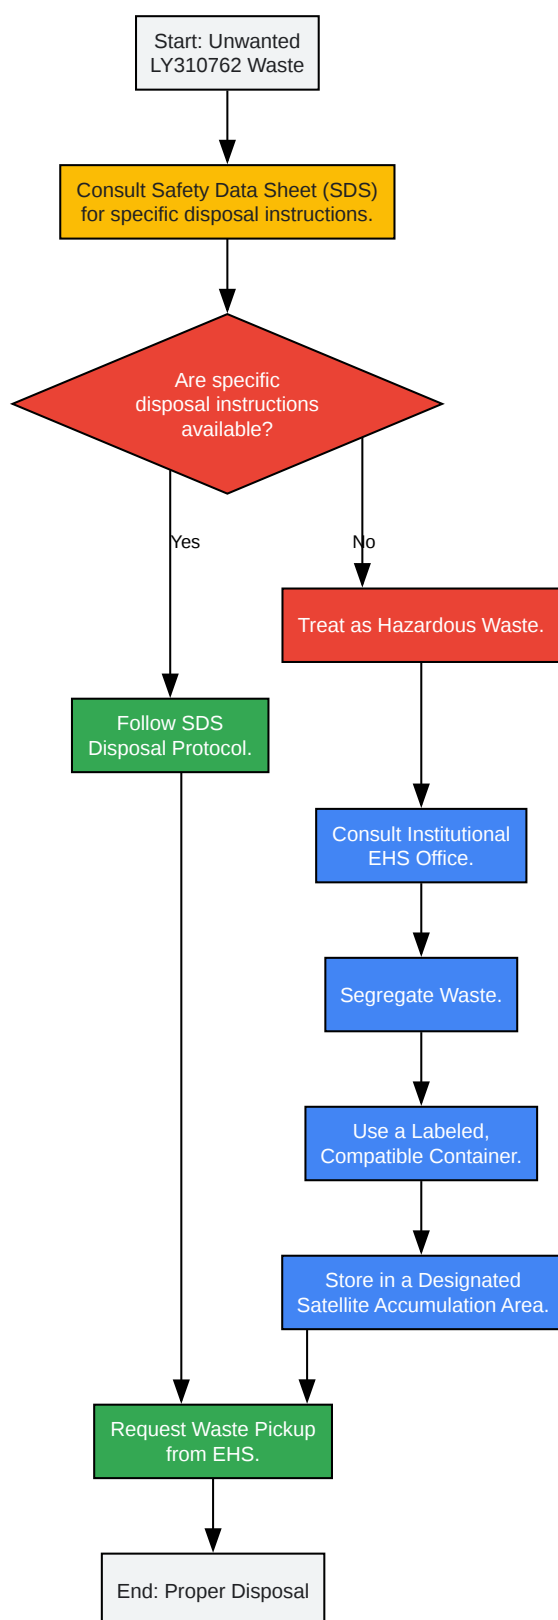 Start: Unwanted
LY310762 Waste
Consult Safety Data Sheet (SDS)
for specific disposal instructions.
Are specific
disposal instructions
available?
Yes
No
Treat as Hazardous Waste.
Follow SDS
Disposal Protocol.
Consult Institutional
EHS Office.
Segregate Waste.
Use a Labeled,
Compatible Container.
Store in a Designated
Satellite Accumulation Area.
Request Waste Pickup
from EHS.
End: Proper Disposal